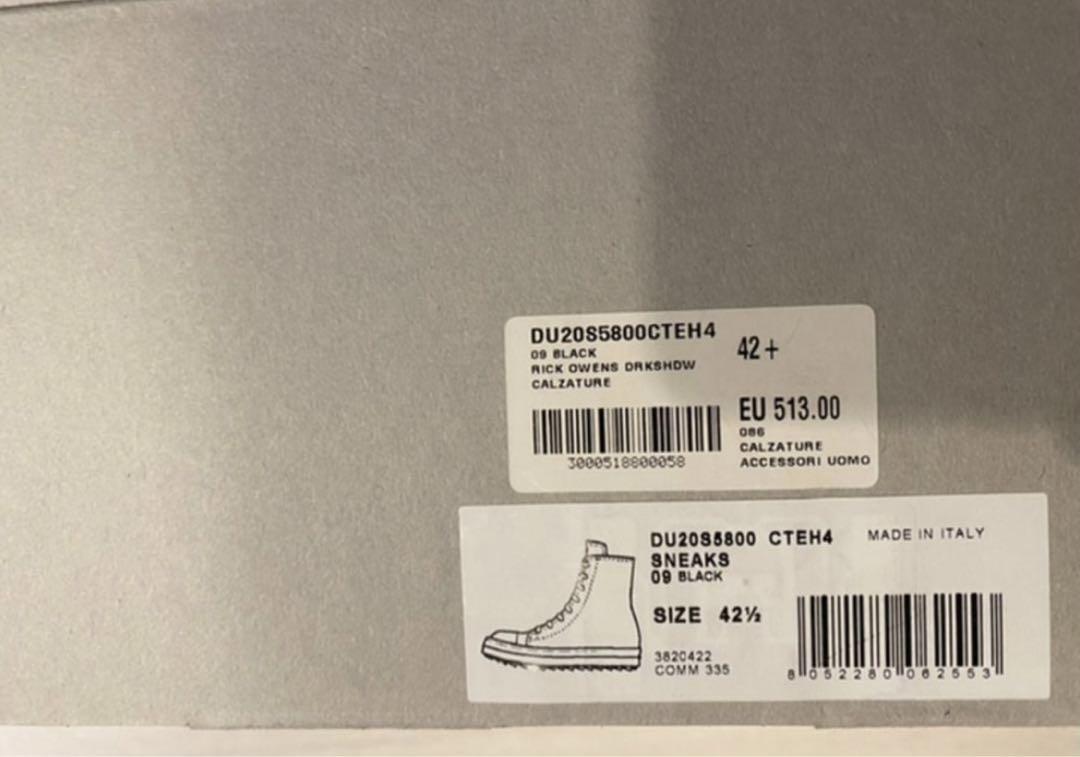 DU20S5800CTEH4
42+
09 BLACK
RICK OWENS DRKSHDW
CALZATURE
EU 513.00
086
CALZATURE
ACCESSORI UOMO
3000518800058
DU20S5800 CTEH4
MADE IN ITALY
SNEAKS
09 BLACK
SIZE 42½
3820422
COMM 335
8 052280 062553